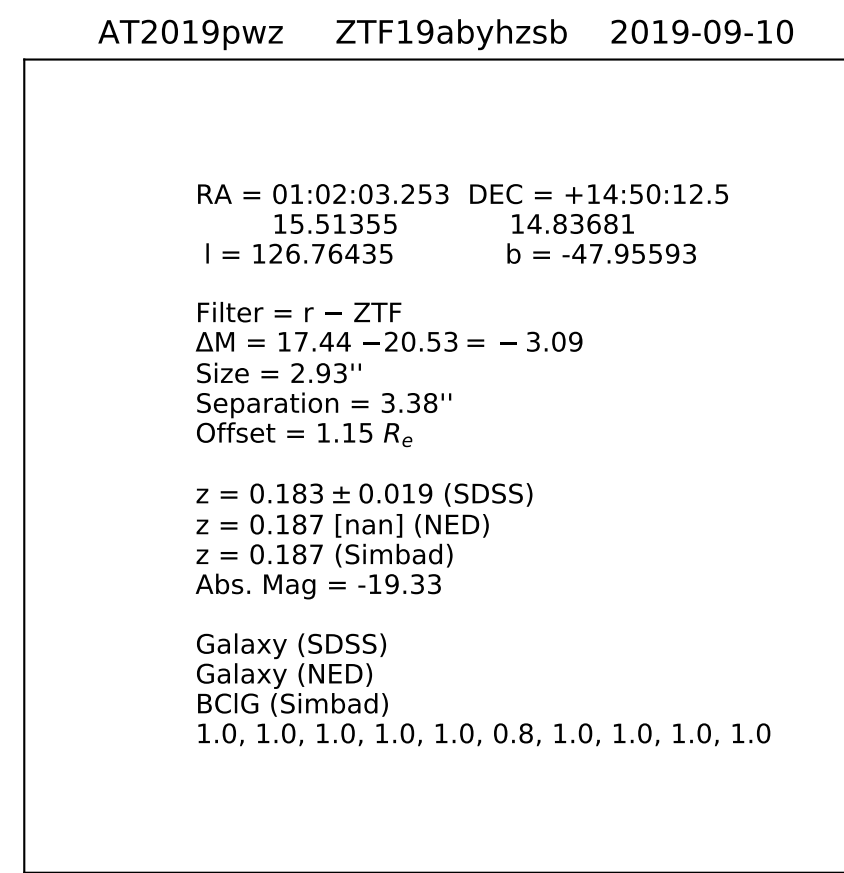 AT2019pwz ZTF19abyhzsb 2019-09-10
RA = 01:02:03.253 DEC = +14:50:12.5
15.51355 14.83681
l = 126.76435 b = -47.95593
Filter = r − ZTF
ΔM = 17.44 −20.53 = − 3.09
Size = 2.93''
Separation = 3.38''
Offset = 1.15 Re
z = 0.183 ± 0.019 (SDSS)
z = 0.187 [nan] (NED)
z = 0.187 (Simbad)
Abs. Mag = -19.33
Galaxy (SDSS)
Galaxy (NED)
BClG (Simbad)
1.0, 1.0, 1.0, 1.0, 1.0, 0.8, 1.0, 1.0, 1.0, 1.0